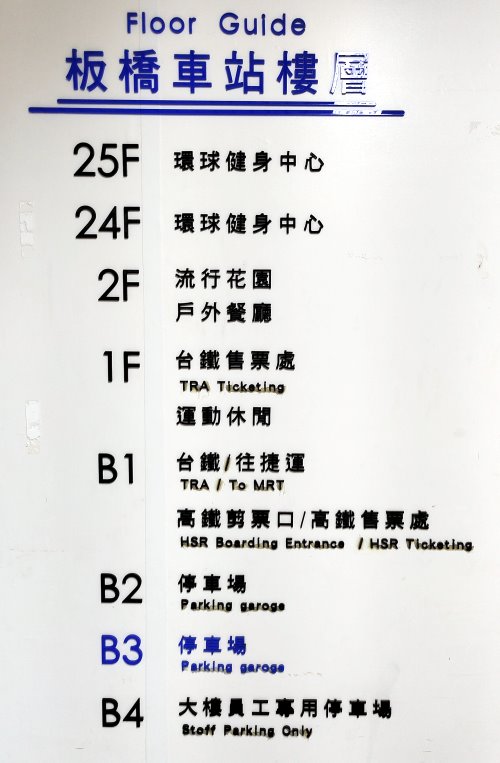 Floor Guide
板橋車站樓層
25F 環球健身中心
24F 環球健身中心
2F 流行花園
戶外餐廳
1F 台鐵售票處
TRA Ticketing
運動休閒
B1 台鐵/往捷運
TRA / To MRT
高鐵剪票口/高鐵售票處
HSR Boarding Entrance / HSR Ticketing
B2 停車場
Parking garage
B3 停車場
Parking garage
B4 大樓員工專用停車場
Staff Parking Only